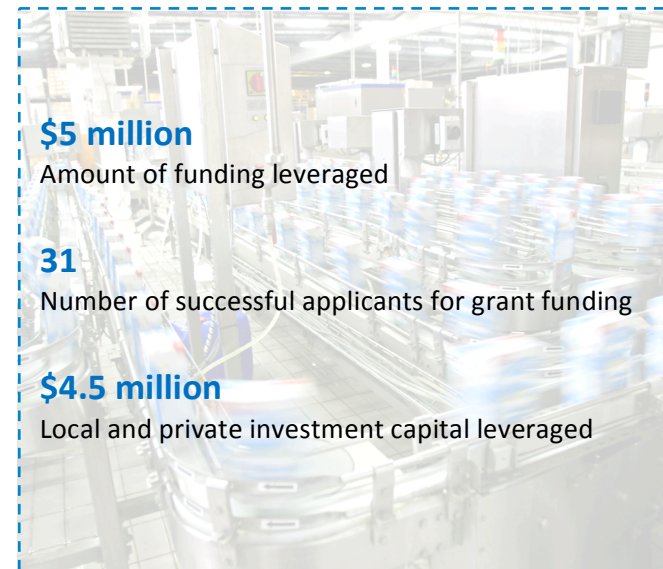 $5 million
Amount of funding leveraged
31
Number of successful applicants for grant funding
$4.5 million
Local and private investment capital leveraged